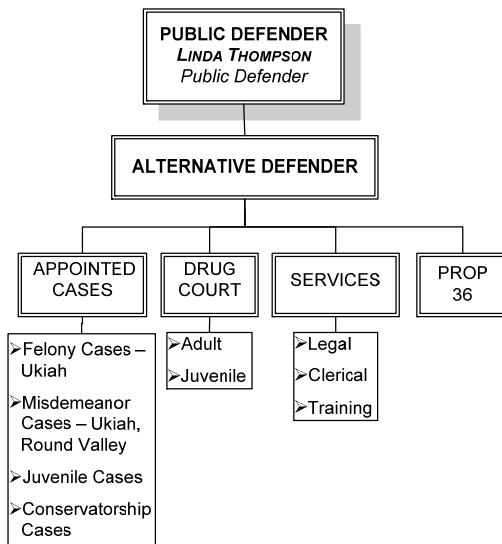 PUBLIC DEFENDER
LINDA THOMPSON
Public Defender
ALTERNATIVE DEFENDER
APPOINTED
CASES
➢Felony Cases –
Ukiah
➢Misdemeanor
Cases – Ukiah,
Round Valley
➢Juvenile Cases
➢Conservatorship
Cases
DRUG
COURT
➢Adult
➢Juvenile
SERVICES
➢Legal
➢Clerical
➢Training
PROP
36